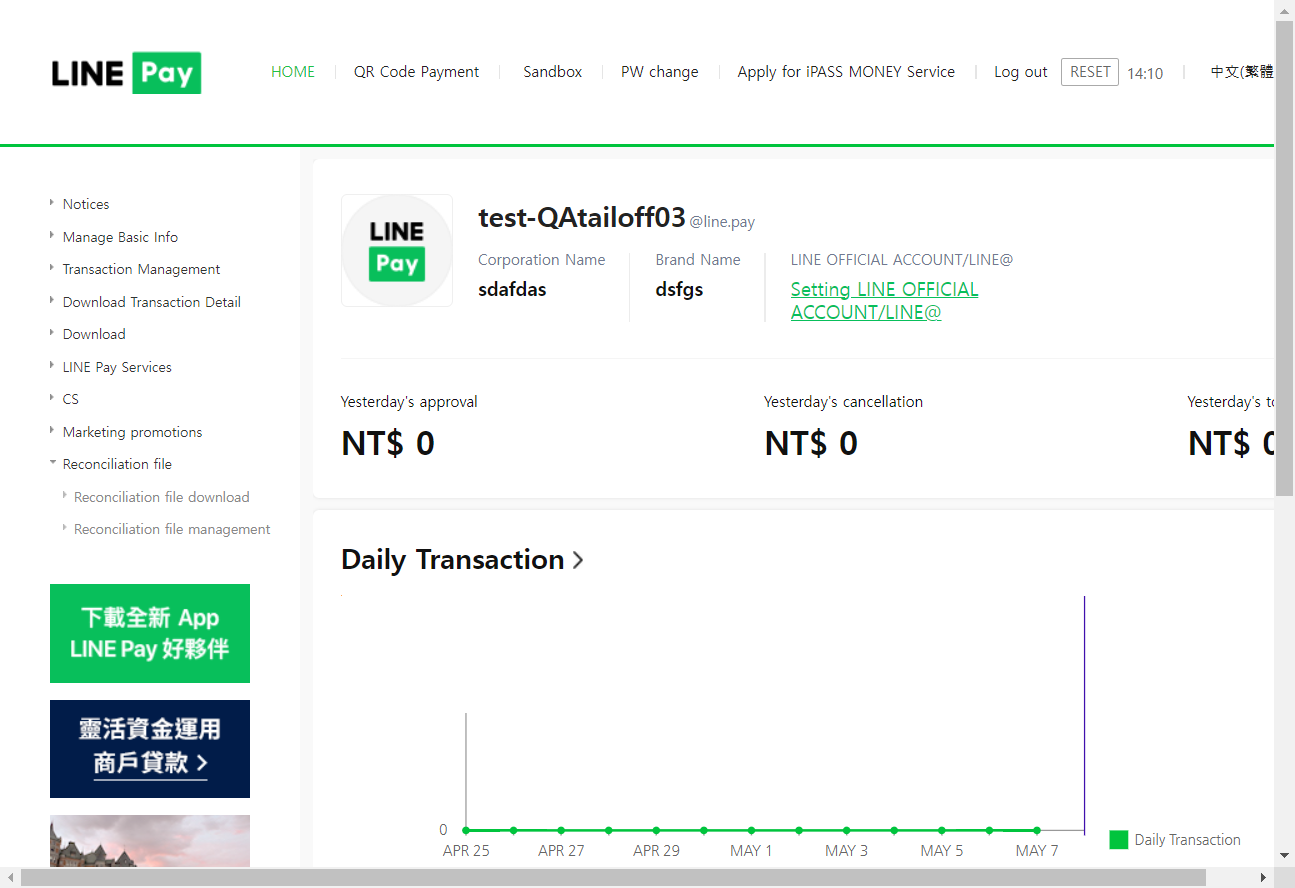 LINE Pay
HOME
QR Code Payment
Sandbox
PW change
Apply for iPASS MONEY Service
Log out
RESET
14:10
中文(繁體
Notices
Manage Basic Info
Transaction Management
Download Transaction Detail
Download
LINE Pay Services
CS
Marketing promotions
Reconciliation file
Reconciliation file download
Reconciliation file management
下載全新 App
LINE Pay 好夥伴
靈活資金運用
商戶貸款 >
LINE
Pay
test-QAtailoff03 @line.pay
Corporation Name
sdafdas
Brand Name
dsfgs
LINE OFFICIAL ACCOUNT/LINE@
Setting LINE OFFICIAL
ACCOUNT/LINE@
Yesterday's approval
NT$ 0
Yesterday's cancellation
NT$ 0
Yesterday's
NT$ 0
Daily Transaction >
0
APR 25
APR 27
APR 29
MAY 1
MAY 3
MAY 5
MAY 7
Daily Transaction